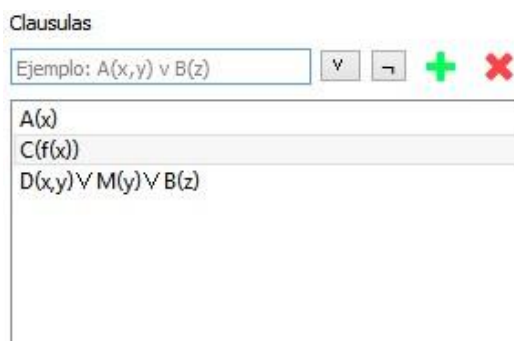 Clausulas
Ejemplo: A(x,y) v B(z) v ¬
A(x)
C(f(x))
D(x,y)∨M(y)∨B(z)